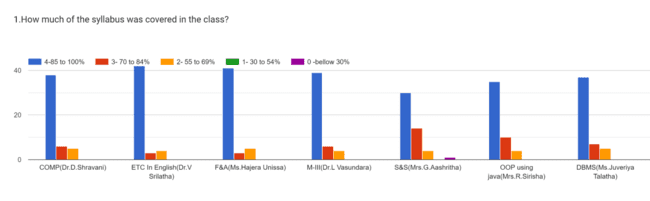 1.How much of the syllabus was covered in the class?
4-85 to 100% 3- 70 to 84% 2- 55 to 69% 1- 30 to 54% 0 -bellow 30%
40
20
0
COMP(Dr.D.Shravani) ETC In English(Dr.V Srilatha) F&A(Ms.Hajera Unissa) M-III(Dr.L Vasundara) S&S(Mrs.G.Aashritha) OOP using java(Mrs.R.Sirisha) DBMS(Ms.Juveriya Talatha)